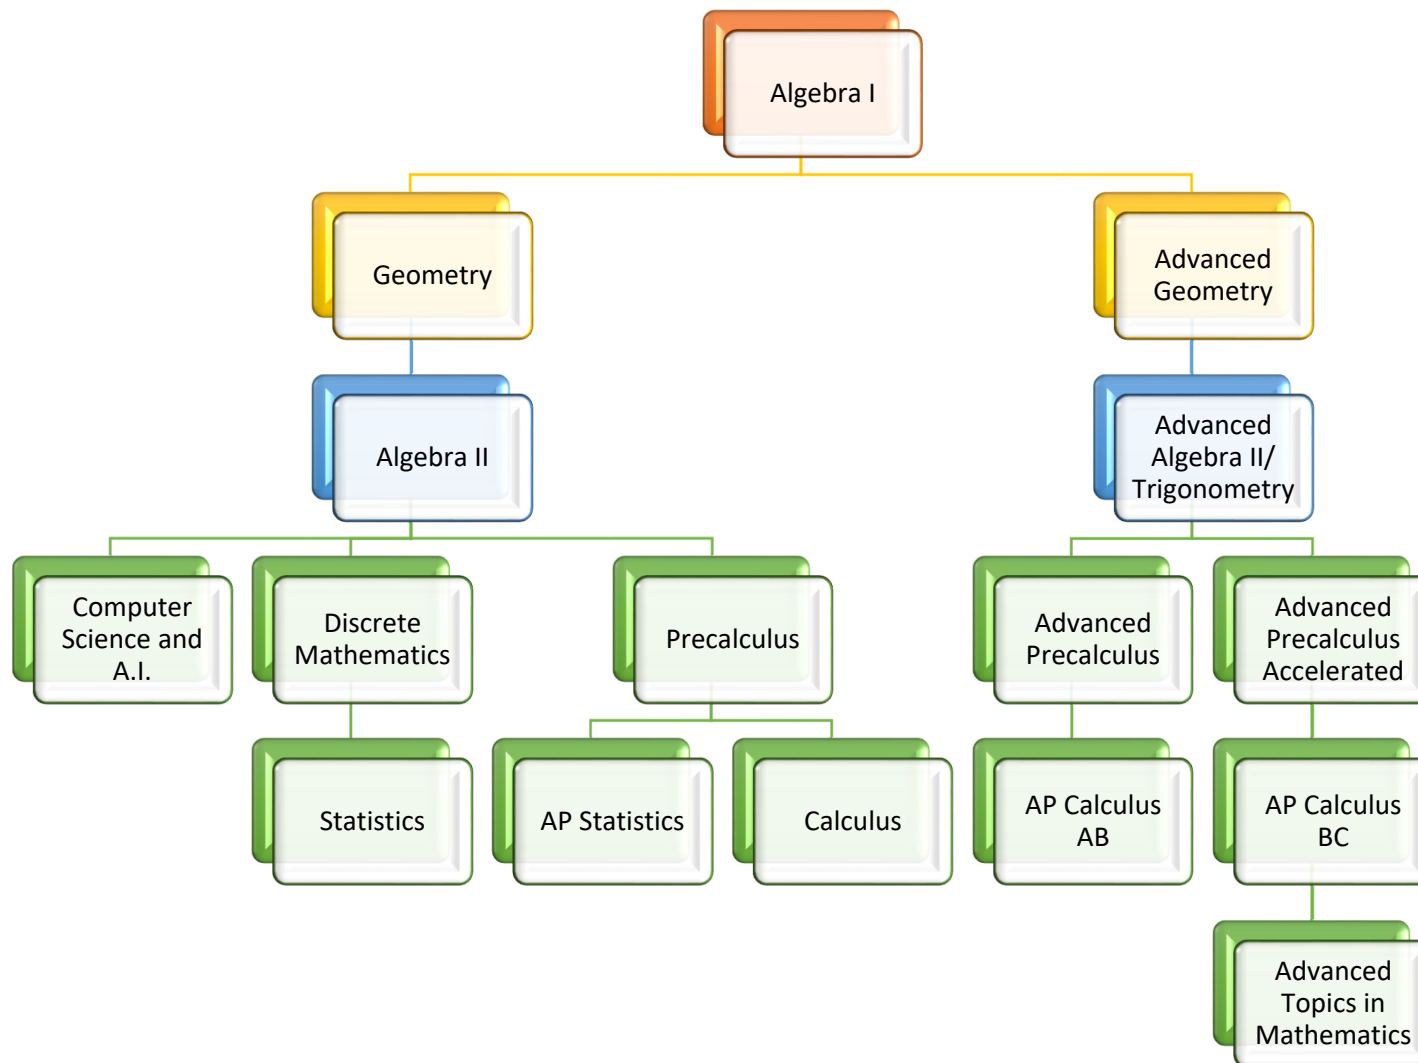 Algebra I
Geometry
Advanced
Geometry
Algebra II
Advanced
Algebra II/
Trigonometry
Computer
Science and
A.I.
Discrete
Mathematics
Precalculus
Advanced
Precalculus
Advanced
Precalculus
Accelerated
Statistics
AP Statistics
Calculus
AP Calculus
AB
AP Calculus
BC
Advanced
Topics in
Mathematics